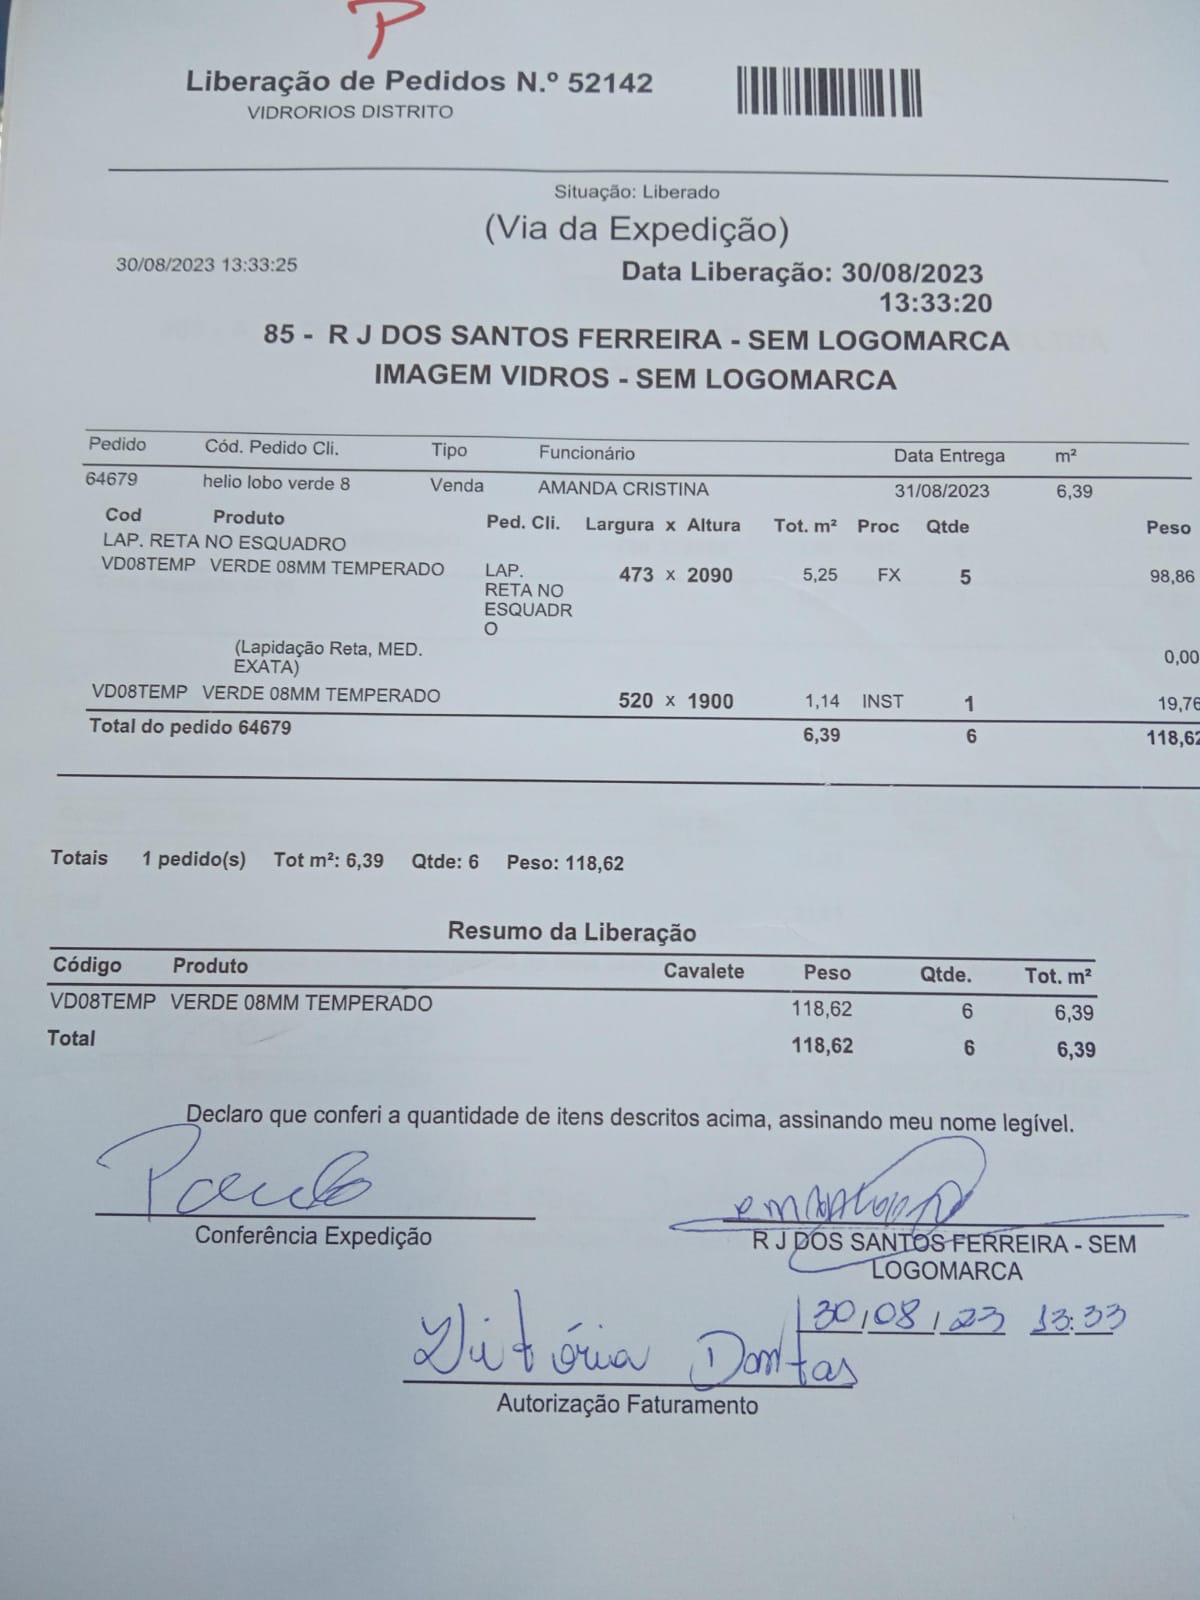 P
Liberação de Pedidos N.º 52142
VIDRORIOS DISTRITO
Situação: Liberado
(Via da Expedição)
30/08/2023 13:33:25
Data Liberação: 30/08/2023
13:33:20
85 - R J DOS SANTOS FERREIRA - SEM LOGOMARCA
IMAGEM VIDROS - SEM LOGOMARCA
Pedido Cód. Pedido Cli. Tipo Funcionário Data Entrega m²
64679 helio lobo verde 8 Venda AMANDA CRISTINA 31/08/2023 6,39
Cod Produto Ped. Cli. Largura x Altura Tot. m² Proc Qtde Peso
LAP. RETA NO ESQUADRO
VD08TEMP VERDE 08MM TEMPERADO LAP. 473 x 2090 5,25 FX 5 98,86
RETA NO
ESQUADR
O
(Lapidação Reta, MED.
EXATA) 0,00
VD08TEMP VERDE 08MM TEMPERADO 520 x 1900 1,14 INST 1 19,76
Total do pedido 64679 6,39 6 118,62
Totais 1 pedido(s) Tot m²: 6,39 Qtde: 6 Peso: 118,62
Resumo da Liberação
Código Produto Cavalete Peso Qtde. Tot. m²
VD08TEMP VERDE 08MM TEMPERADO 118,62 6 6,39
Total 118,62 6 6,39
Declaro que conferi a quantidade de itens descritos acima, assinando meu nome legível.
Paulo
Conferência Expedição
R J DOS SANTOS FERREIRA - SEM
LOGOMARCA
30/08/23 13:33
Vitória Dantas
Autorização Faturamento